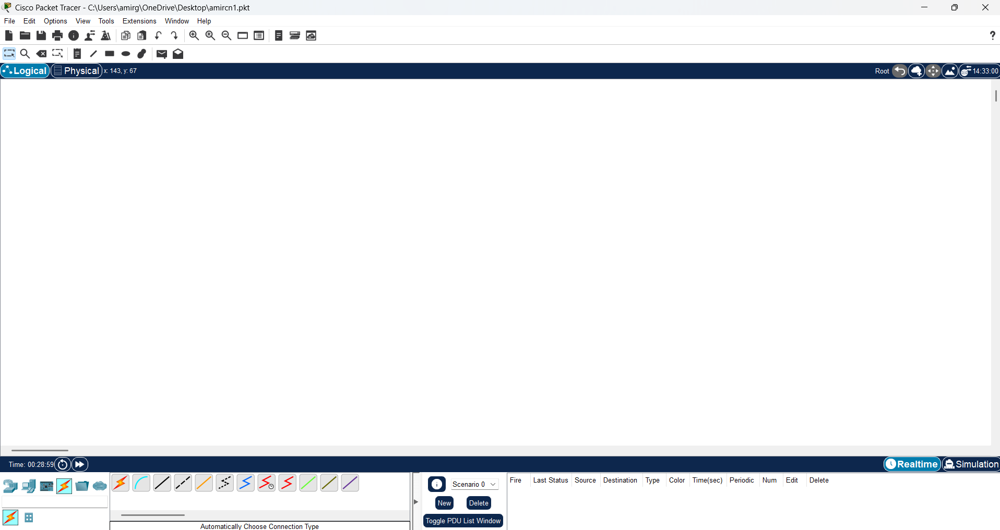 Cisco Packet Tracer - C:\Users\amirg\OneDrive\Desktop\amircn1.pkt
File Edit Options View Tools Extensions Window Help
?
Logical Physical x: 143, y: 67 Root 14:33:00
Time: 00:28:59 Realtime Simulation
Scenario 0 Fire Last Status Source Destination Type Color Time(sec) Periodic Num Edit Delete
New Delete
Toggle PDU List Window
Automatically Choose Connection Type